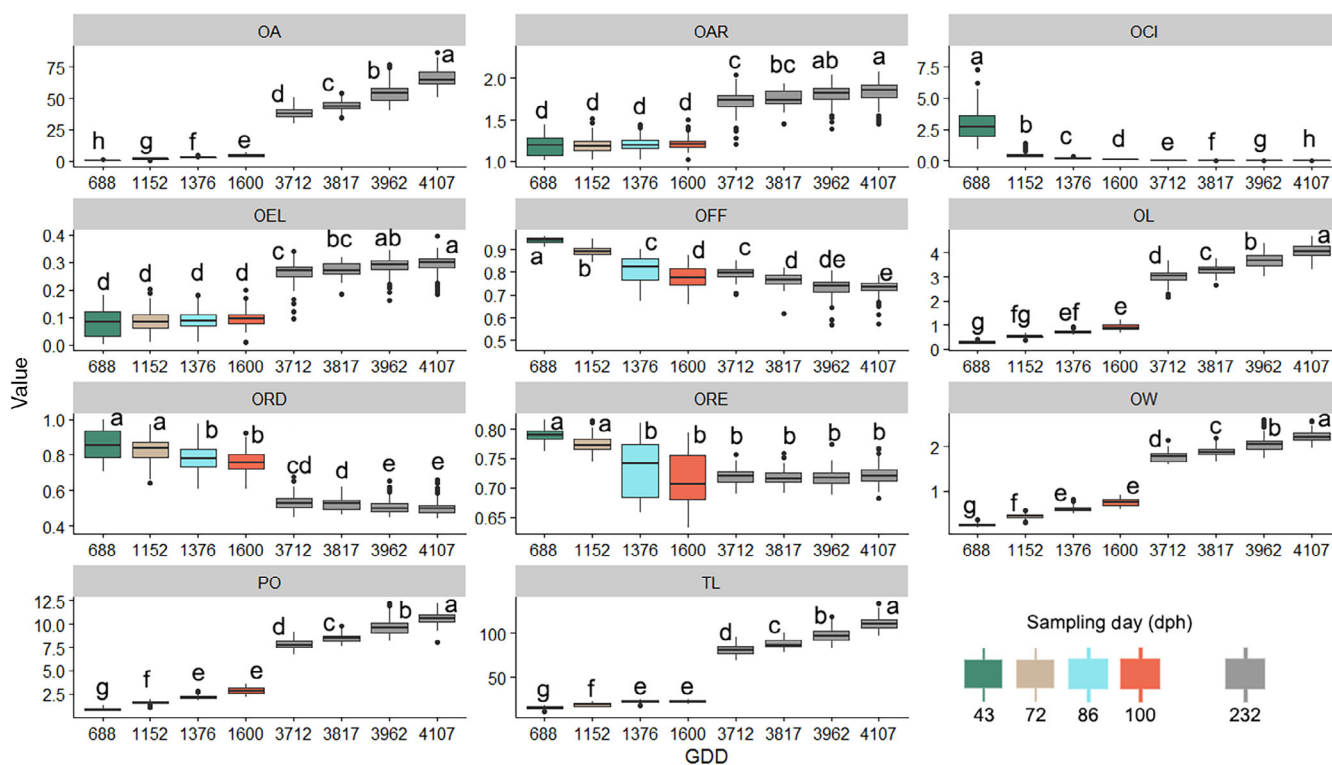 OA OAR OCI
75
50
25
0
h g f e d c b a
688 1152 1376 1600 3712 3817 3962 4107
2.0
1.5
1.0
d d d d c bc ab a
688 1152 1376 1600 3712 3817 3962 4107
7.5
5.0
2.5
0.0
a b c d e f g h
688 1152 1376 1600 3712 3817 3962 4107
OEL OFF OL
0.4
0.3
0.2
0.1
0.0
d d d d c bc ab a
688 1152 1376 1600 3712 3817 3962 4107
0.9
0.8
0.7
0.6
0.5
a b c d c d de e
688 1152 1376 1600 3712 3817 3962 4107
4
3
2
1
0
g fg ef e d c b a
688 1152 1376 1600 3712 3817 3962 4107
Value
ORD ORE OW
1.0
0.8
0.6
0.4
a a b b cd d e e
688 1152 1376 1600 3712 3817 3962 4107
0.80
0.75
0.70
0.65
a a b b b b b b
688 1152 1376 1600 3712 3817 3962 4107
2
1
g f e e d c b a
688 1152 1376 1600 3712 3817 3962 4107
PO TL
12.5
10.0
7.5
5.0
2.5
g f e e d c b a
688 1152 1376 1600 3712 3817 3962 4107
100
50
g f e e d c b a
688 1152 1376 1600 3712 3817 3962 4107
GDD
Sampling day (dph)
43 72 86 100 232